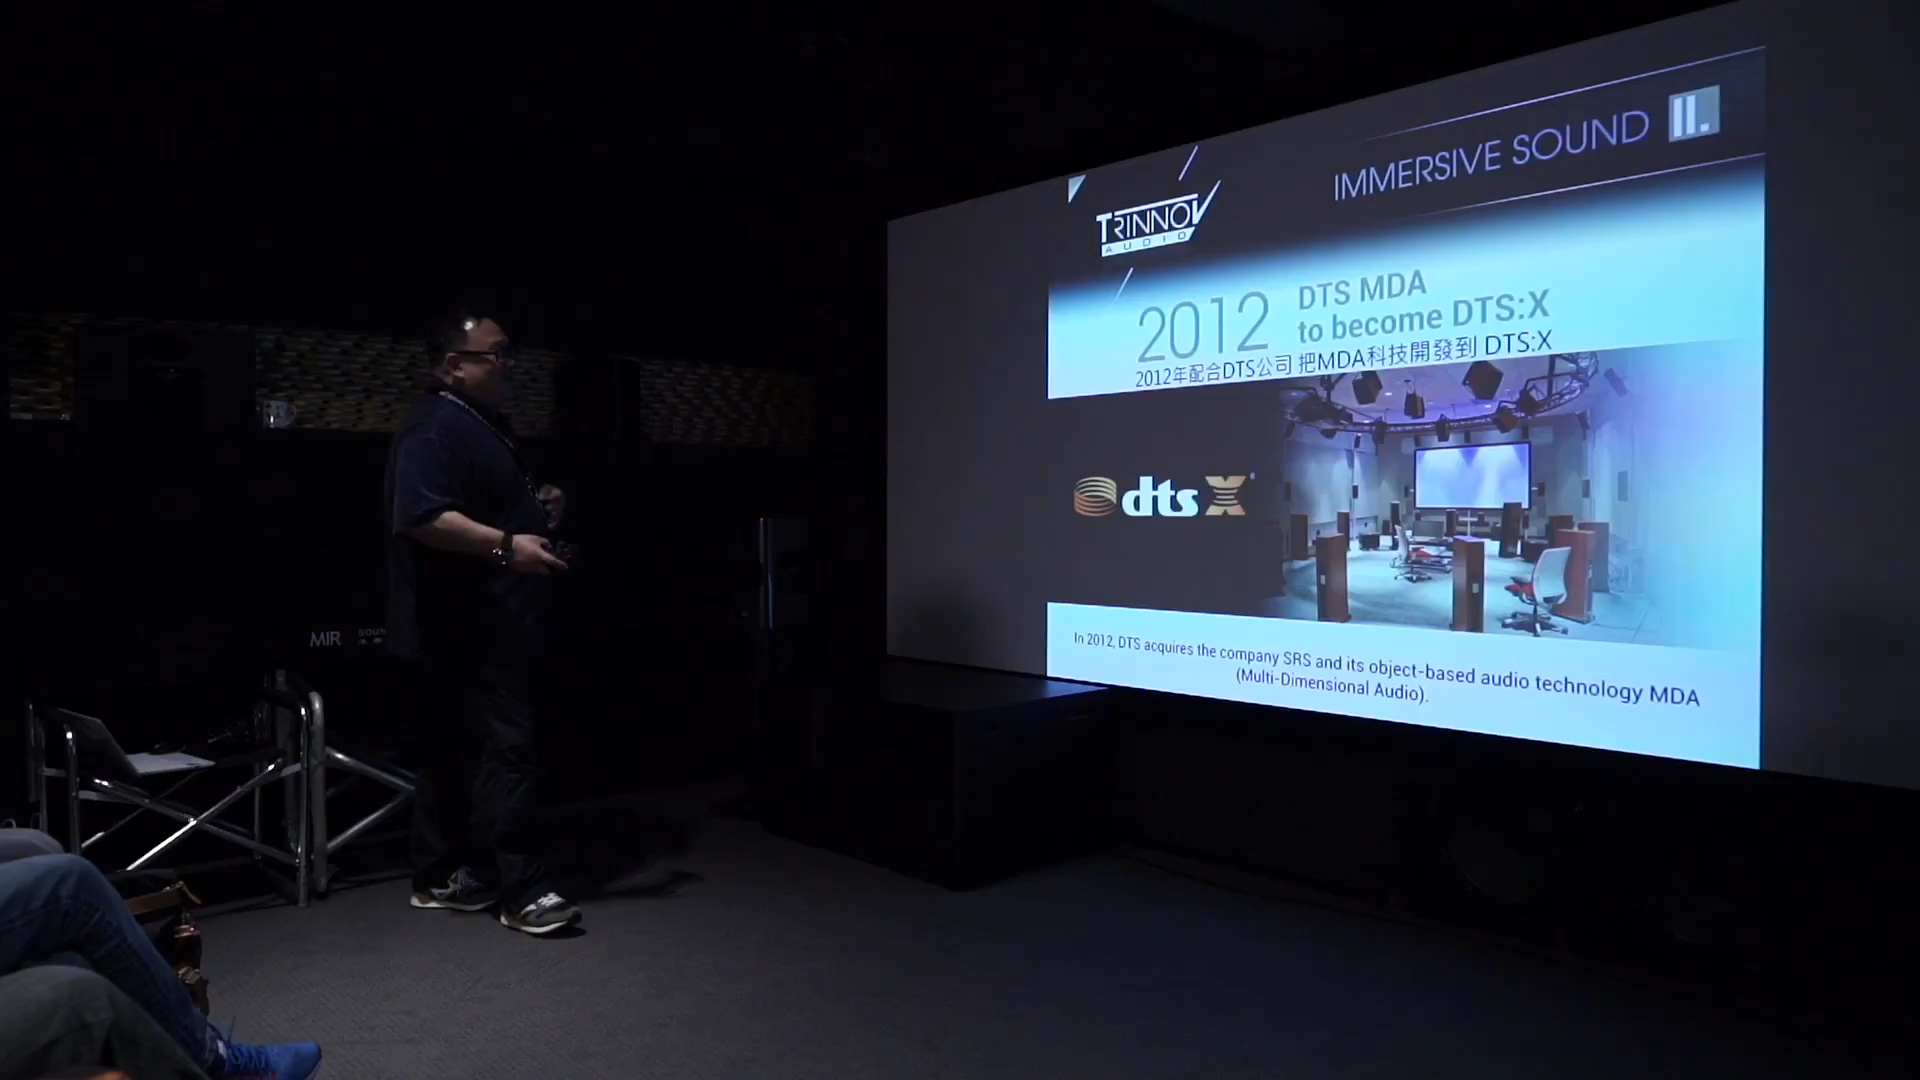 IMMERSIVE SOUND II.
TRINNOV
AUDIO
2012
DTS MDA
to become DTS:X
2012年配合DTS公司 把MDA科技開發到 DTS:X
dts X
In 2012, DTS acquires the company SRS and its object-based audio technology MDA
(Multi-Dimensional Audio).
MIR